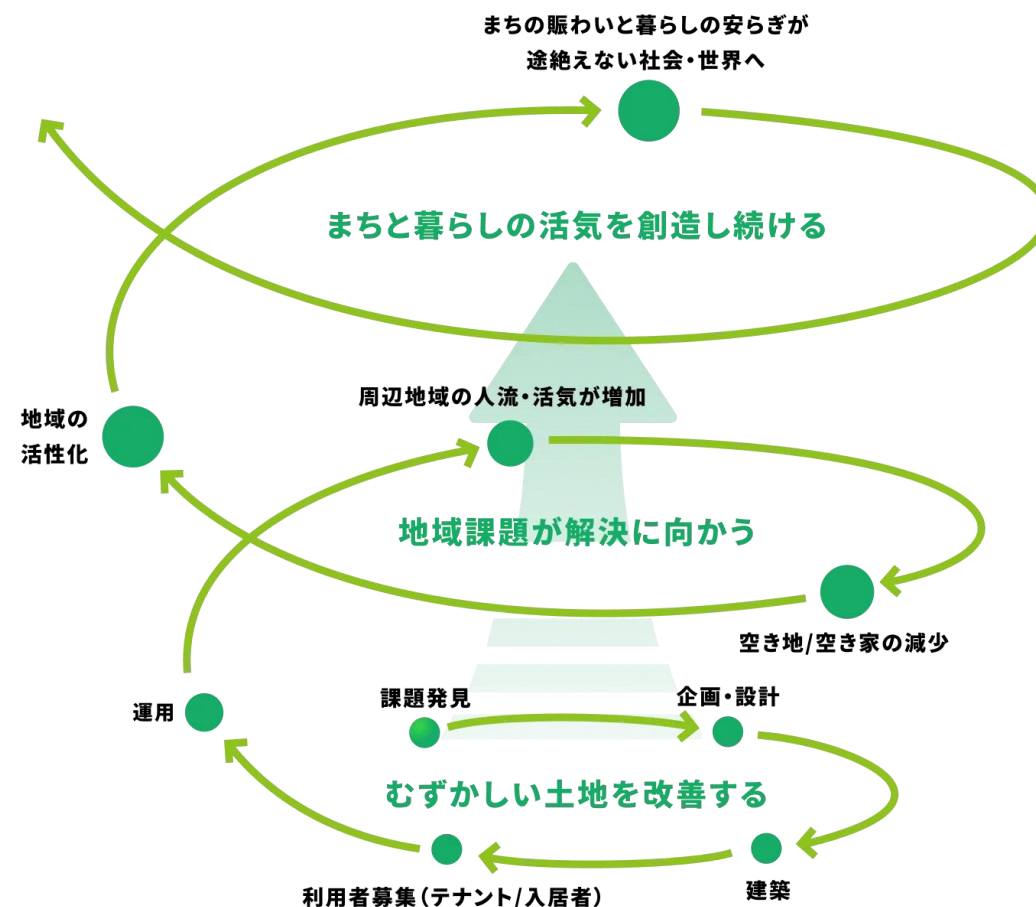 まちの賑わいと暮らしの安らぎが
途絶えない社会・世界へ
まちと暮らしの活気を創造し続ける
周辺地域の人流・活気が増加
地域の
活性化
地域課題が解決に向かう
空き地/空き家の減少
課題発見
企画・設計
運用
むずかしい土地を改善する
利用者募集（テナント/入居者）
建築